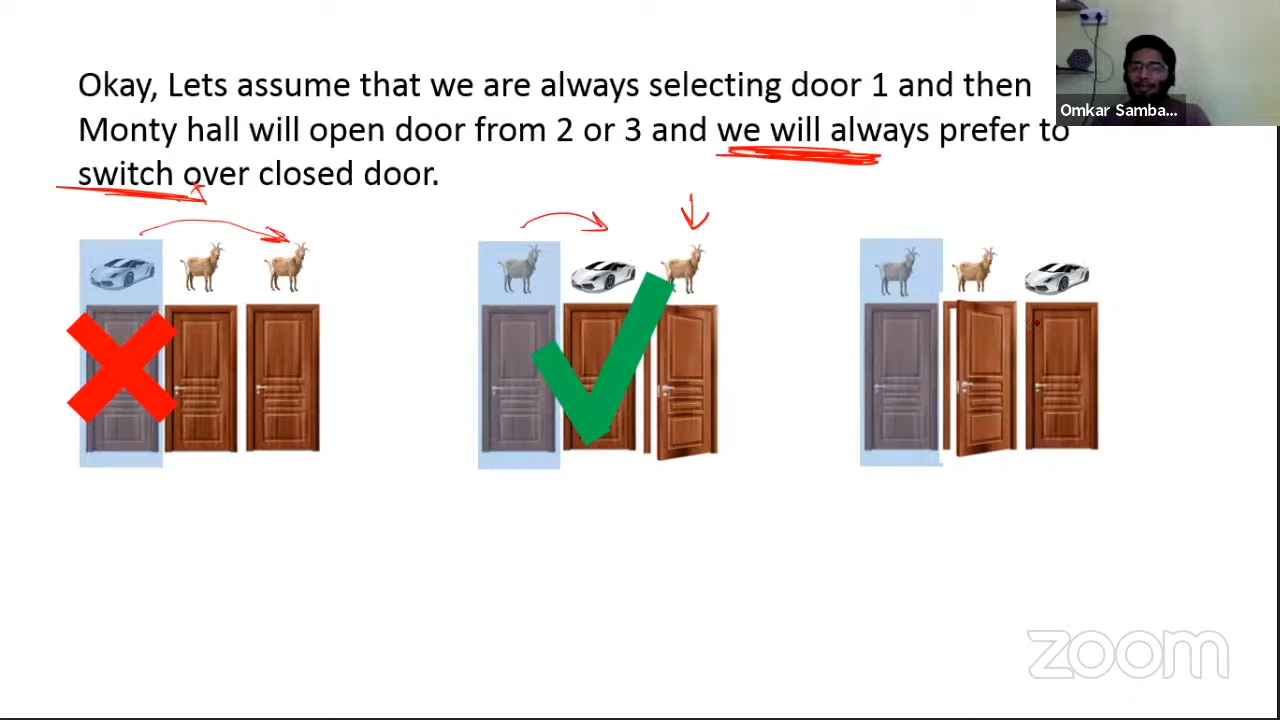 Okay, Lets assume that we are always selecting door 1 and then
Monty hall will open door from 2 or 3 and we will always prefer to
switch over closed door.
Omkar Samba...
zoom